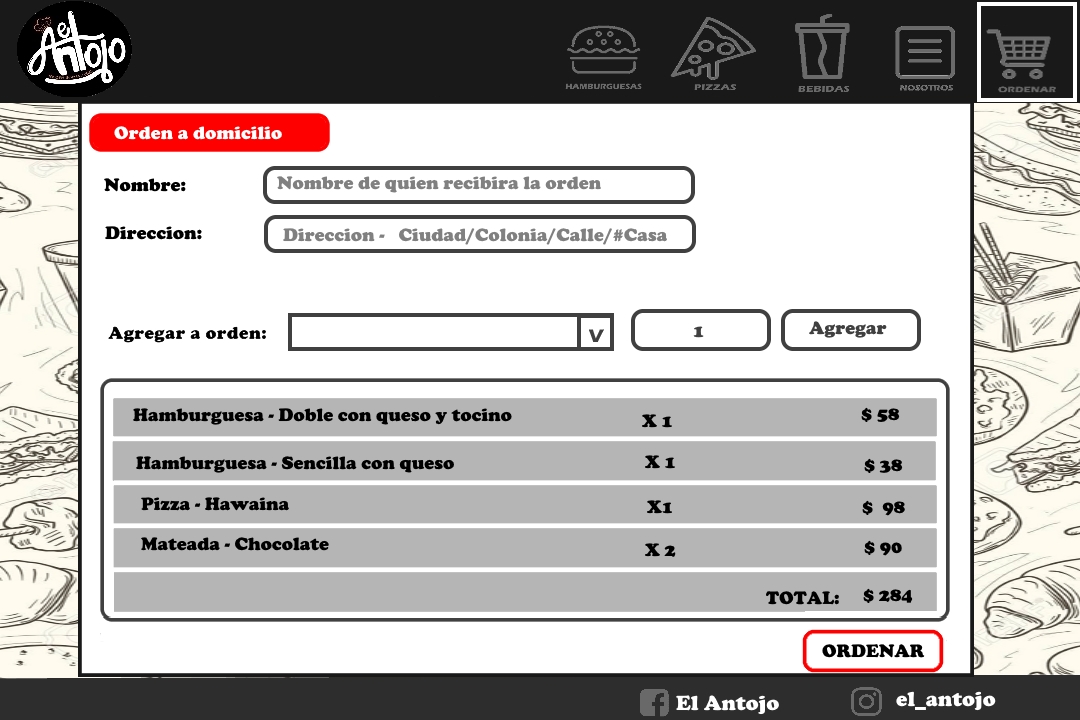 el
Antojo
HAMBURGUESAS
PIZZAS
BEBIDAS
NOSOTROS
ORDENAR
Orden a domicilio
Nombre: Nombre de quien recibira la orden
Direccion: Direccion - Ciudad/Colonia/Calle/#Casa
Agregar a orden: V 1 Agregar
Hamburguesa - Doble con queso y tocino X 1 $ 58
Hamburguesa - Sencilla con queso X 1 $ 38
Pizza - Hawaina X1 $ 98
Mateada - Chocolate X 2 $ 90
TOTAL: $ 284
ORDENAR
El Antojo
el_antojo